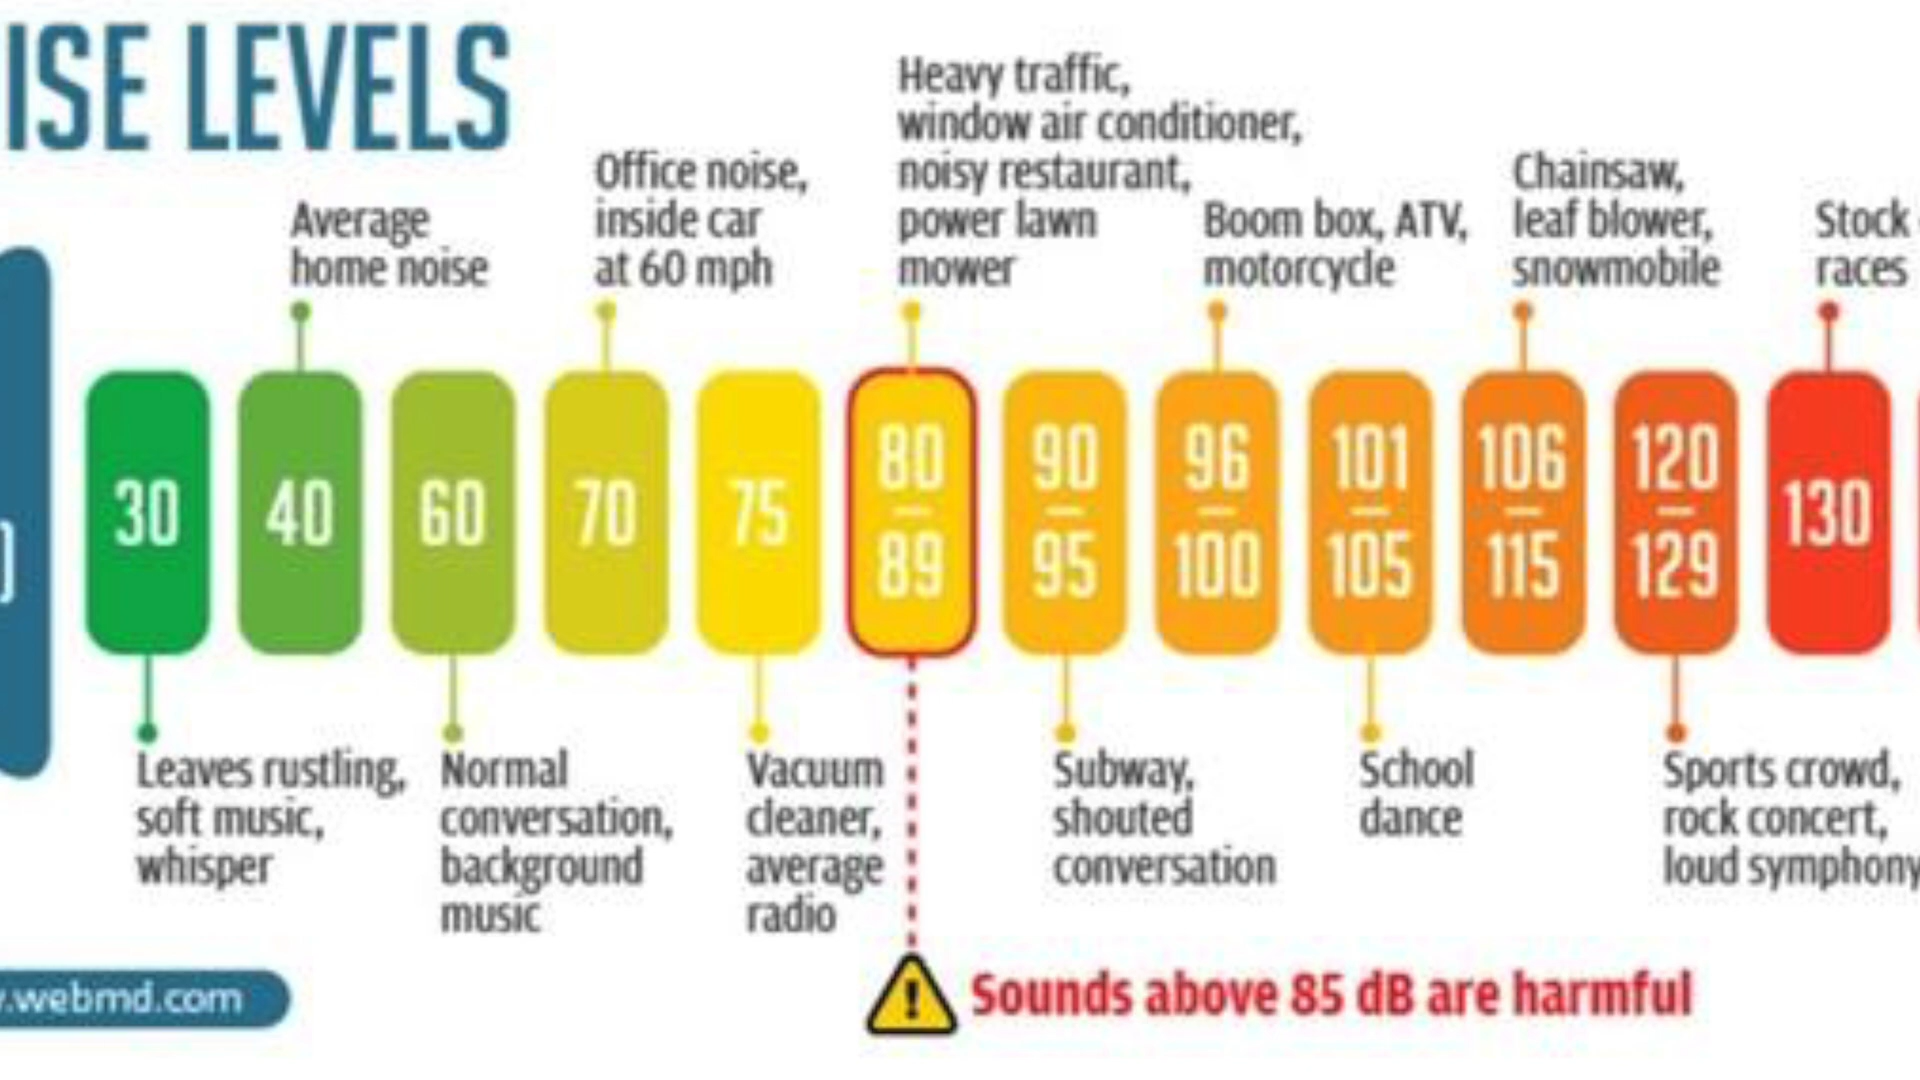 ISE LEVELS
Heavy traffic,
window air conditioner,
noisy restaurant,
power lawn
mower
Average
home noise
Office noise,
inside car
at 60 mph
Boom box, ATV,
motorcycle
Chainsaw,
leaf blower,
snowmobile
Stock
races
30
40
60
70
75
80
–
89
90
–
95
96
–
100
101
–
105
106
–
115
120
–
129
130
)
Leaves rustling,
soft music,
whisper
Normal
conversation,
background
music
Vacuum
cleaner,
average
radio
Subway,
shouted
conversation
School
dance
Sports crowd,
rock concert,
loud symphony
.webmd.com
Sounds above 85 dB are harmful